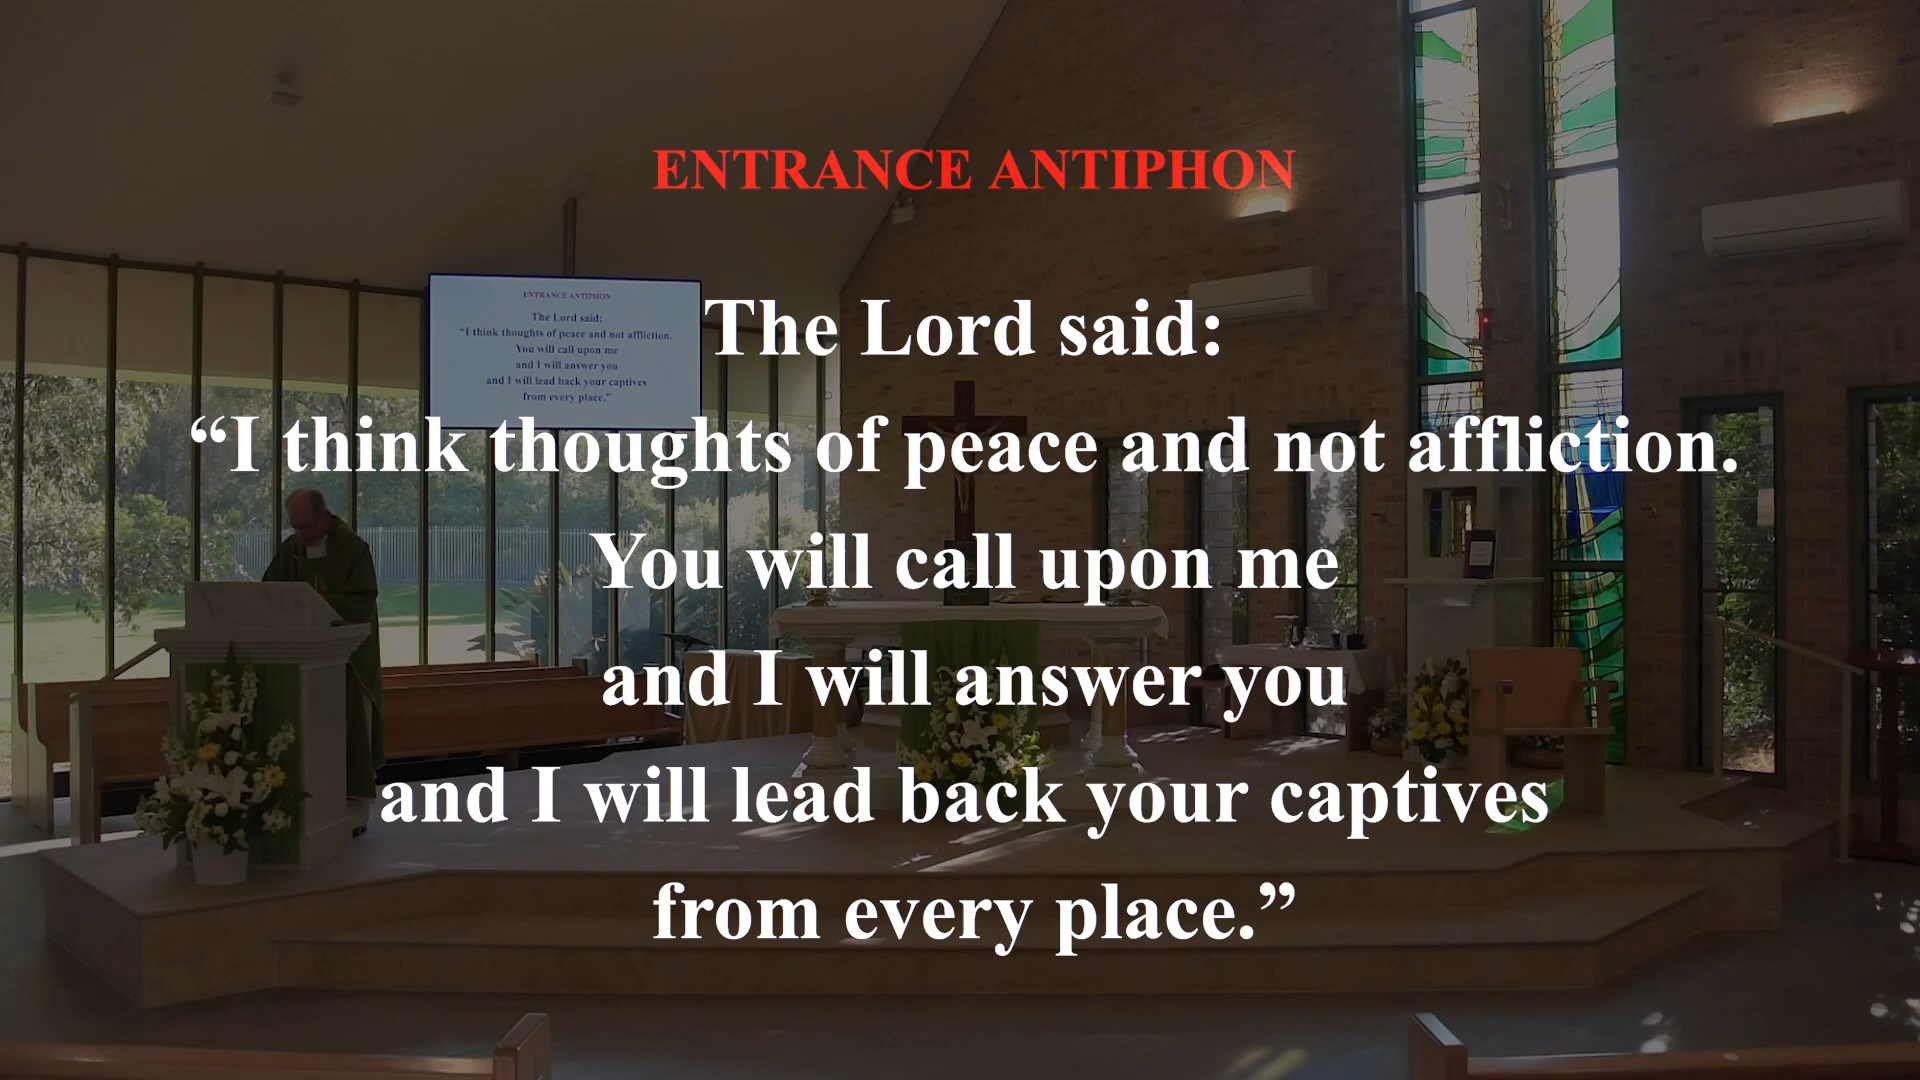 ENTRANCE ANTIPHON
The Lord said:
“I think thoughts of peace and not affliction.
You will call upon me
and I will answer you
and I will lead back your captives
from every place.”
ENTRANCE ANTIPHON
The Lord said:
“I think thoughts of peace and not affliction.
You will call upon me
and I will answer you
and I will lead back your captives
from every place.”